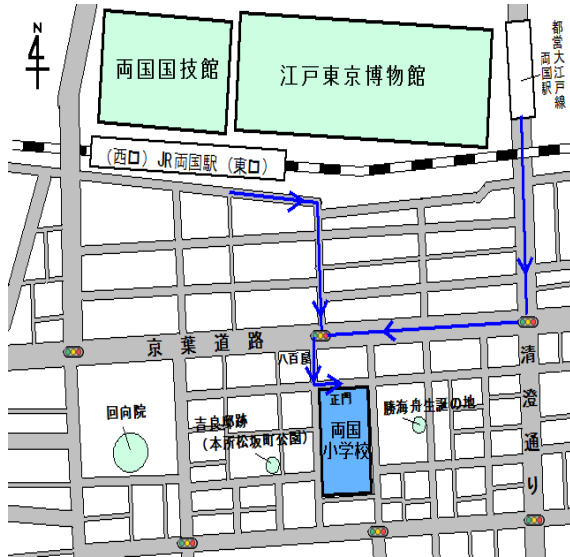 N
両国国技館
江戸東京博物館
都営大江戸線
両国駅
(西口) JR両国駅 (東口)
京葉道路
八百屋
清澄通り
正門
両国
小学校
勝海舟生誕の地
回向院
吉良邸跡
(本所松坂町公園)